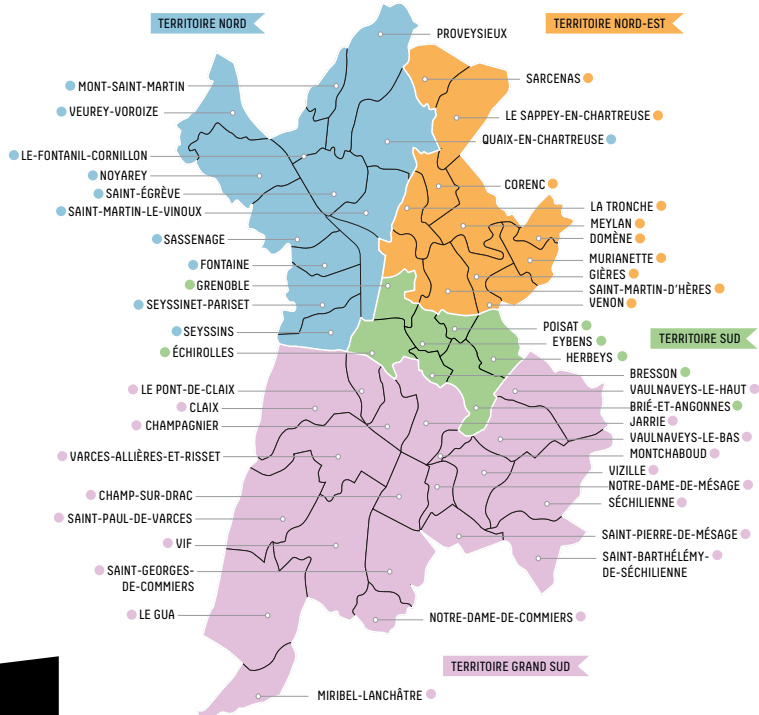 TERRITOIRE NORD
TERRITOIRE NORD-EST
PROVEYSIEUX
MONT-SAINT-MARTIN
SARCENAS
VEUREY-VOROIZE
LE SAPPEY-EN-CHARTREUSE
QUAIX-EN-CHARTREUSE
LE-FONTANIL-CORNILLON
NOYAREY
CORENC
SAINT-ÉGRÈVE
LA TRONCHE
SAINT-MARTIN-LE-VINOUX
MEYLAN
SASSENAGE
DOMÈNE
MURIANETTE
FONTAINE
GIÈRES
GRENOBLE
SAINT-MARTIN-D'HÈRES
SEYSSINET-PARISET
VENON
SEYSSINS
POISAT
TERRITOIRE SUD
EYBENS
ÉCHIROLLES
HERBEYS
BRESSON
LE PONT-DE-CLAIX
VAULNAVEYS-LE-HAUT
CLAIX
BRIÉ-ET-ANGONNES
CHAMPAGNIER
JARRIE
VAULNAVEYS-LE-BAS
VARCES-ALLIÈRES-ET-RISSET
MONTCHABOUD
VIZILLE
NOTRE-DAME-DE-MÉSAGE
CHAMP-SUR-DRAC
SÉCHILIENNE
SAINT-PAUL-DE-VARCES
SAINT-PIERRE-DE-MÉSAGE
VIF
SAINT-BARTHÉLÉMY-
DE-SÉCHILIENNE
SAINT-GEORGES-
DE-COMMIERS
LE GUA
NOTRE-DAME-DE-COMMIERS
TERRITOIRE GRAND SUD
MIRIBEL-LANCHÂTRE